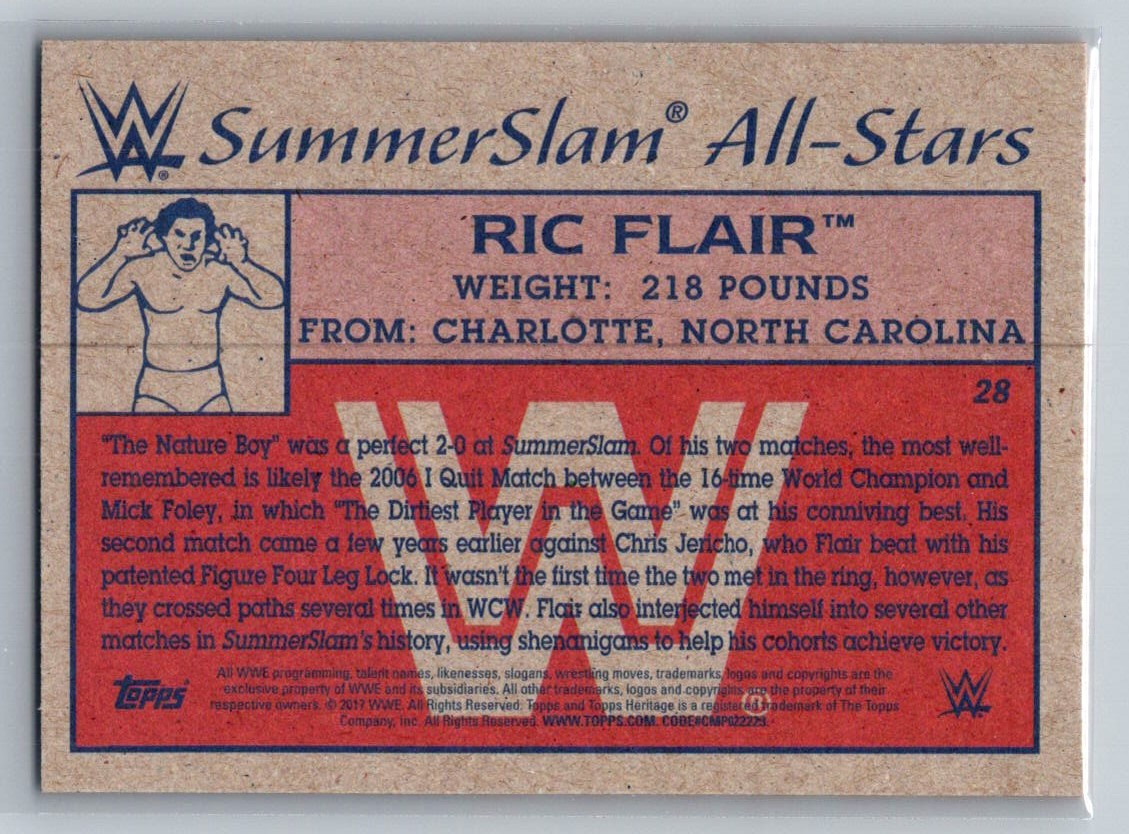 W SummerSlam® All-Stars
RIC FLAIR™
WEIGHT: 218 POUNDS
FROM: CHARLOTTE, NORTH CAROLINA
28
"The Nature Boy" was a perfect 2-0 at SummerSlam. Of his two matches, the most well-
remembered is likely the 2006 I Quit Match between the 16-time World Champion and
Mick Foley, in which "The Dirtiest Player in the Game" was at his conniving best. His
second match came a few years earlier against Chris Jericho, who Flair beat with his
patented Figure Four Leg Lock. It wasn't the first time the two met in the ring, however, as
they crossed paths several times in WCW. Flair also interjected himself into several other
matches in SummerSlam's history, using shenanigans to help his cohorts achieve victory.
topps®
All WWE programming, talent names, likenesses, slogans, wrestling moves, trademarks, logos and copyrights are the
exclusive property of WWE and its subsidiaries. All other trademarks, logos and copyrights are the property of their
respective owners. © 2017 WWE. All Rights Reserved. Topps and Topps Heritage is a registered trademark of The Topps
Company, Inc. All Rights Reserved. WWW.TOPPS.COM. CODE#CMP022223.
W